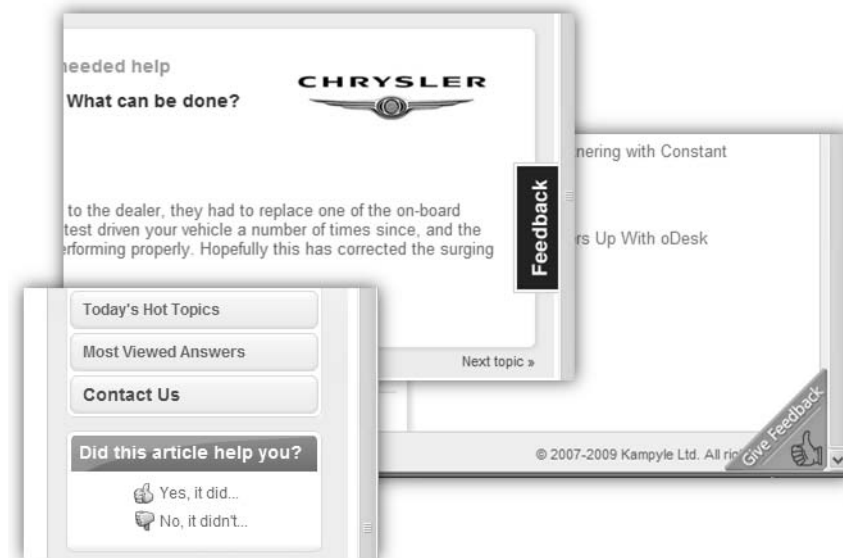 needed help
CHRYSLER
What can be done?
to the dealer, they had to replace one of the on-board
test driven your vehicle a number of times since, and the
erforming properly. Hopefully this has corrected the surging
Feedback
Next topic »
nering with Constant
rs Up With oDesk
© 2007-2009 Kampyle Ltd. All rig
Give Feedback
Today's Hot Topics
Most Viewed Answers
Contact Us
Did this article help you?
Yes, it did...
No, it didn't...